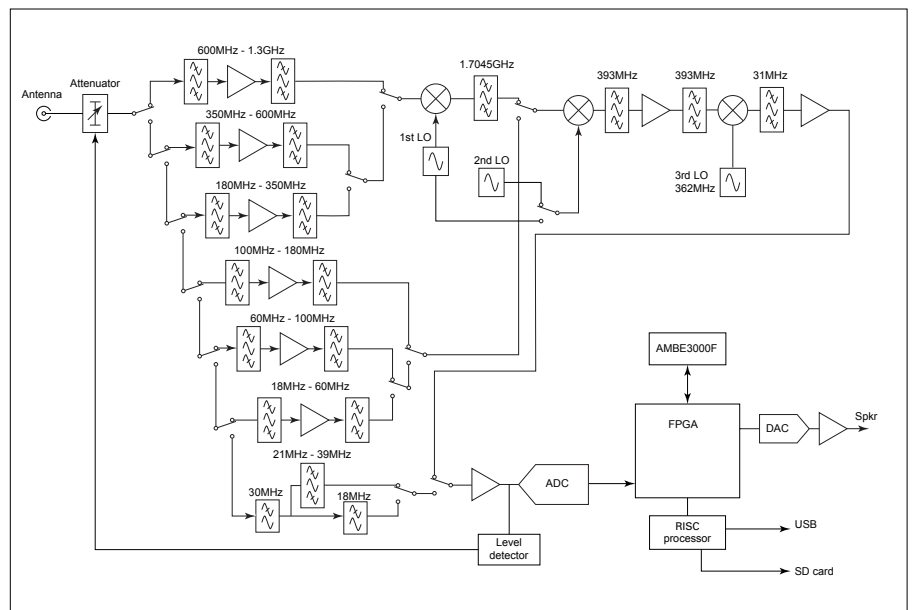 600MHz - 1.3GHz
Attenuator
Antenna
1.7045GHz
393MHz
393MHz
31MHz
350MHz - 600MHz
1st LO
2nd LO
3rd LO
362MHz
180MHz - 350MHz
100MHz - 180MHz
60MHz - 100MHz
AMBE3000F
18MHz - 60MHz
FPGA
DAC
Spkr
21MHz - 39MHz
30MHz
18MHz
ADC
Level
detector
RISC
processor
USB
SD card